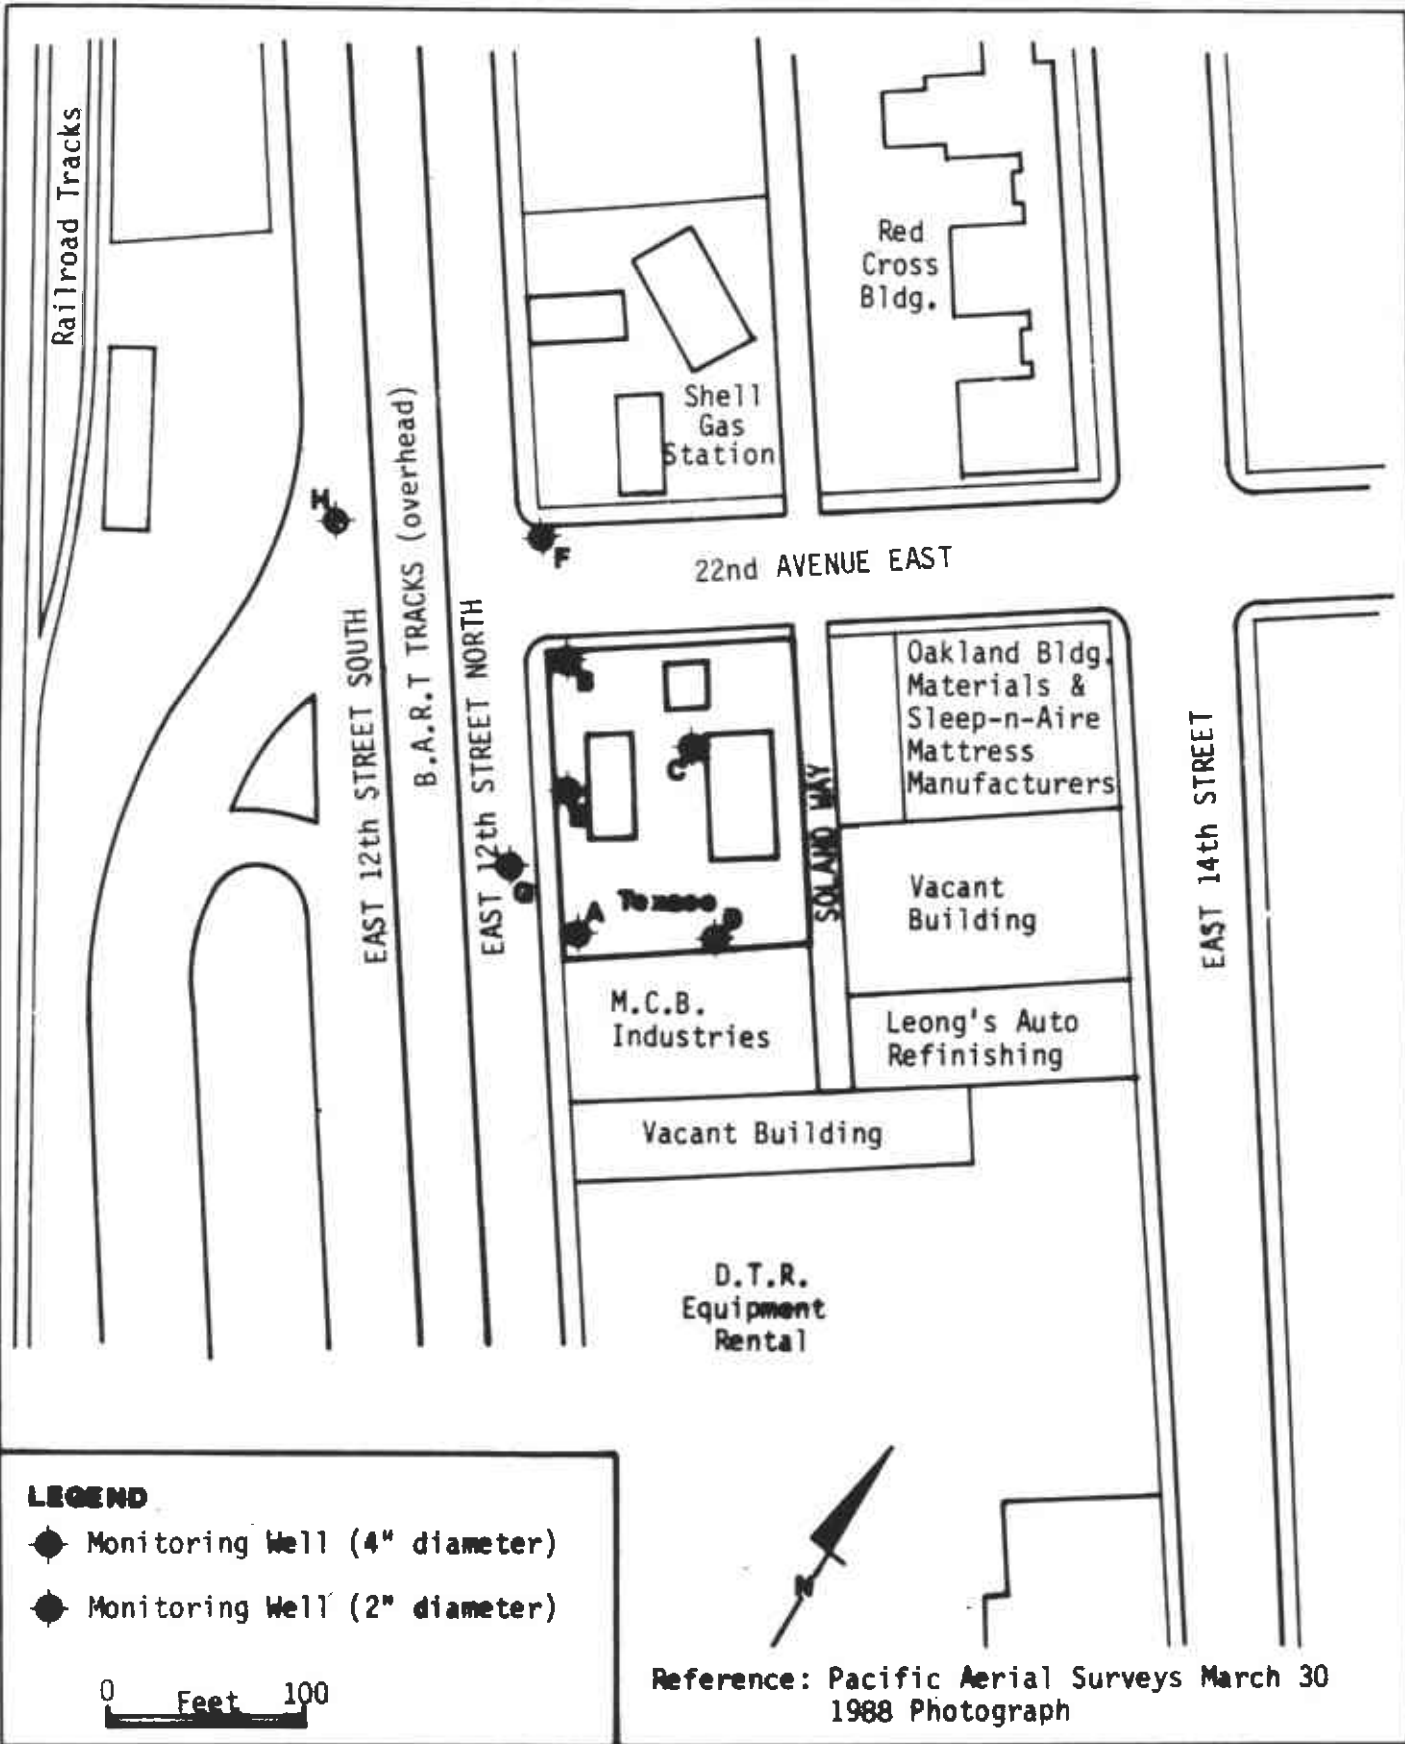 Railroad Tracks
Red
Cross
Bldg.
Shell
Gas
Station
H
F
22nd AVENUE EAST
EAST 12th STREET SOUTH
B.A.R.T TRACKS (overhead)
EAST 12th STREET NORTH
Oakland Bldg.
Materials &
Sleep-n-Aire
Mattress
Manufacturers
C
SOLANO WAY
EAST 14th STREET
Vacant
Building
G
A
Texaco
M.C.B.
Industries
Leong's Auto
Refinishing
Vacant Building
D.T.R.
Equipment
Rental
LEGEND
Monitoring Well (4" diameter)
Monitoring Well (2" diameter)
0 Feet 100
N
Reference: Pacific Aerial Surveys March 30
1988 Photograph